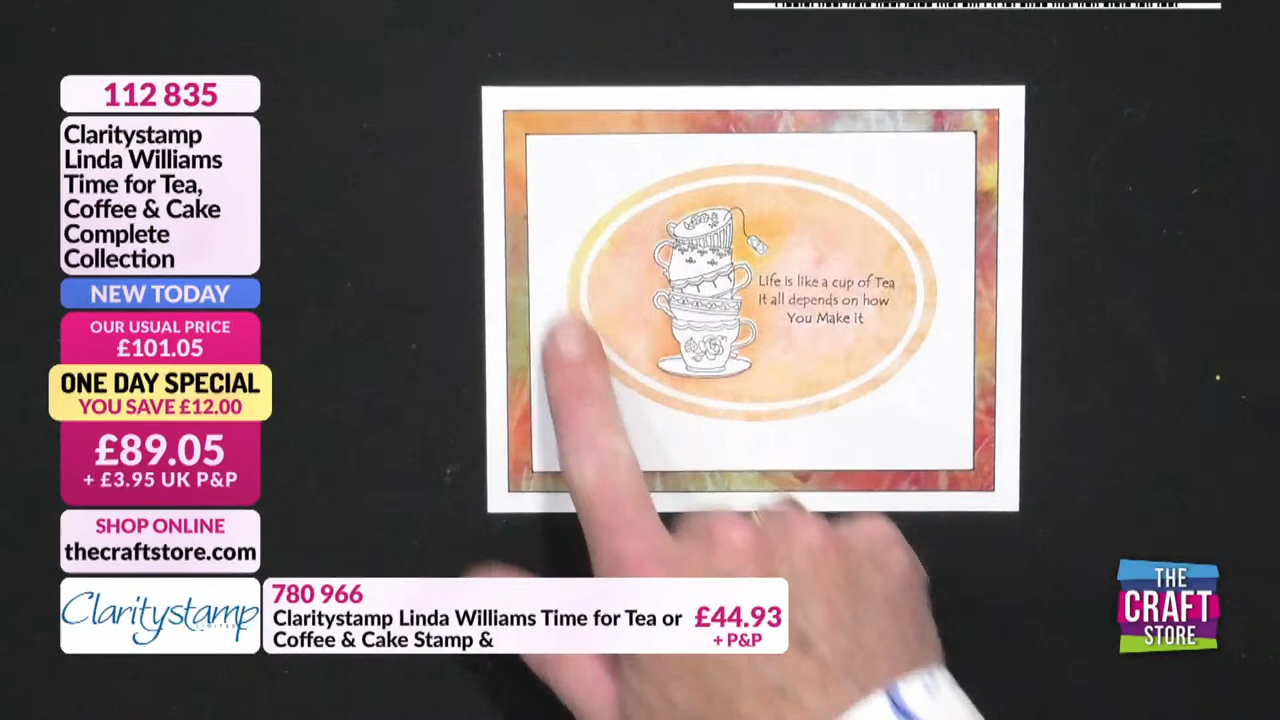 112 835
Claritystamp
Linda Williams
Time for Tea,
Coffee & Cake
Complete
Collection
NEW TODAY
OUR USUAL PRICE
£101.05
ONE DAY SPECIAL
YOU SAVE £12.00
£89.05
+ £3.95 UK P&P
SHOP ONLINE
thecraftstore.com
Claritystamp
LIMITED
780 966
Claritystamp Linda Williams Time for Tea or
Coffee & Cake Stamp &
£44.93
+ P&P
Life is like a cup of Tea
it all depends on how
You Make it
THE
CRAFT
STORE